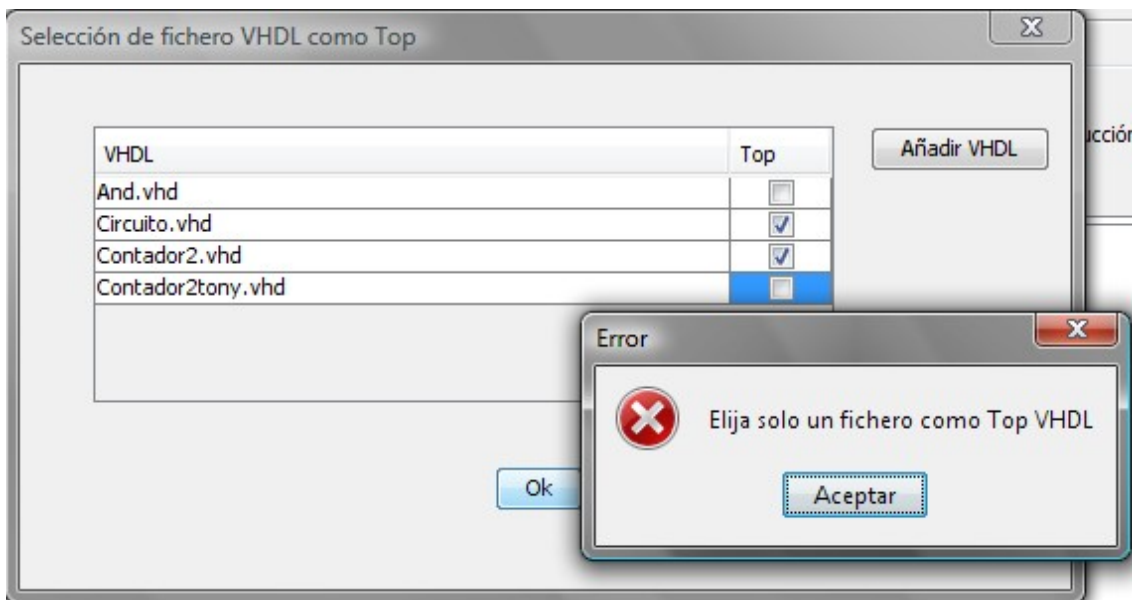 Selección de fichero VHDL como Top
VHDL Top
Añadir VHDL
ucción
And.vhd
Circuito.vhd
Contador2.vhd
Contador2tony.vhd
Error
Elija solo un fichero como Top VHDL
Ok
Aceptar